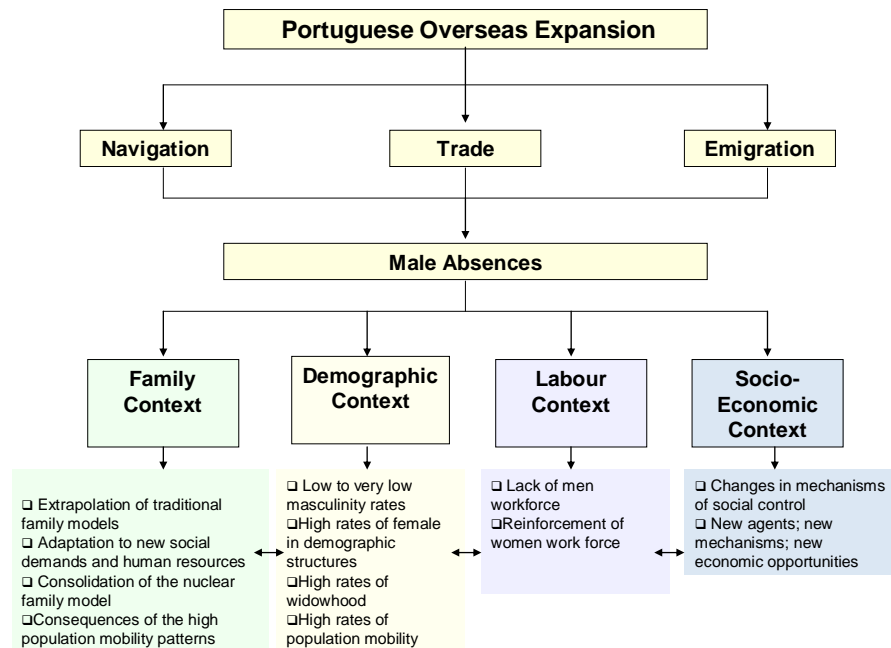 Portuguese Overseas Expansion
Navigation
Trade
Emigration
Male Absences
Family
Context
Demographic
Context
Labour
Context
Socio-
Economic
Context
❑ Extrapolation of traditional
family models
❑ Adaptation to new social
demands and human resources
❑ Consolidation of the nuclear
family model
❑Consequences of the high
population mobility patterns
❑ Low to very low
masculinity rates
❑High rates of female
in demographic
structures
❑High rates of
widowhood
❑High rates of
population mobility
❑ Lack of men
workforce
❑Reinforcement of
women work force
❑ Changes in mechanisms
of social control
❑ New agents; new
mechanisms; new
economic opportunities